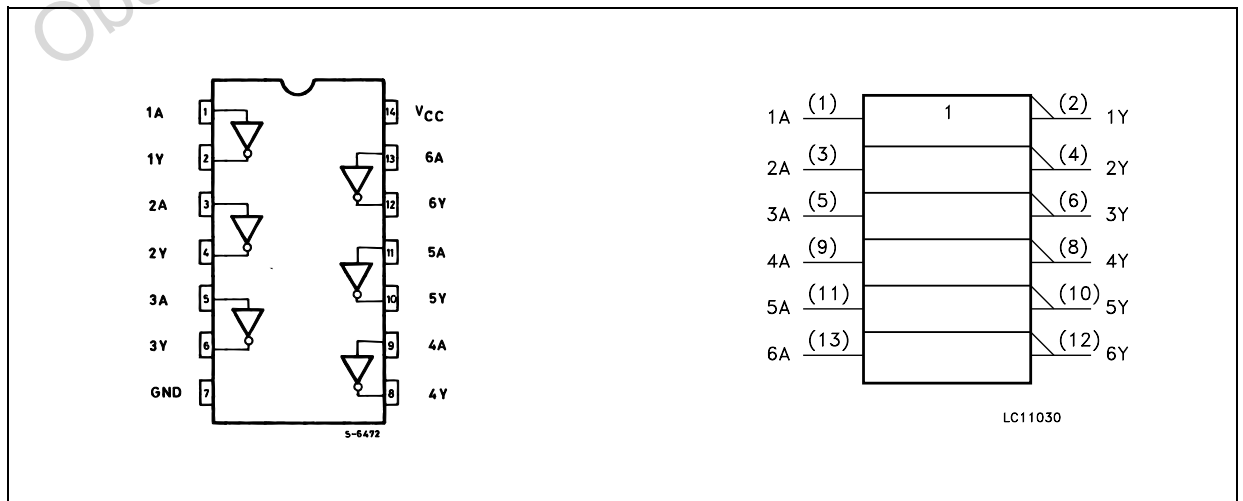 1A 1 14 VCC
1Y 2 13 6A
2A 3 12 6Y
2Y 4 11 5A
3A 5 10 5Y
3Y 6 9 4A
GND 7 8 4Y
S-6472
1
1A (1) (2) 1Y
2A (3) (4) 2Y
3A (5) (6) 3Y
4A (9) (8) 4Y
5A (11) (10) 5Y
6A (13) (12) 6Y
LC11030